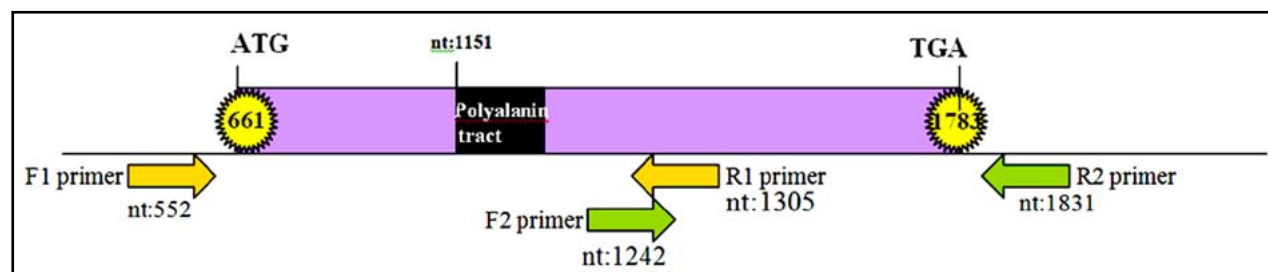 ATG
nt:1151
TGA
661
Polyalanin
tract
1783
F1 primer
nt:552
R1 primer
nt:1305
R2 primer
nt:1831
F2 primer
nt:1242